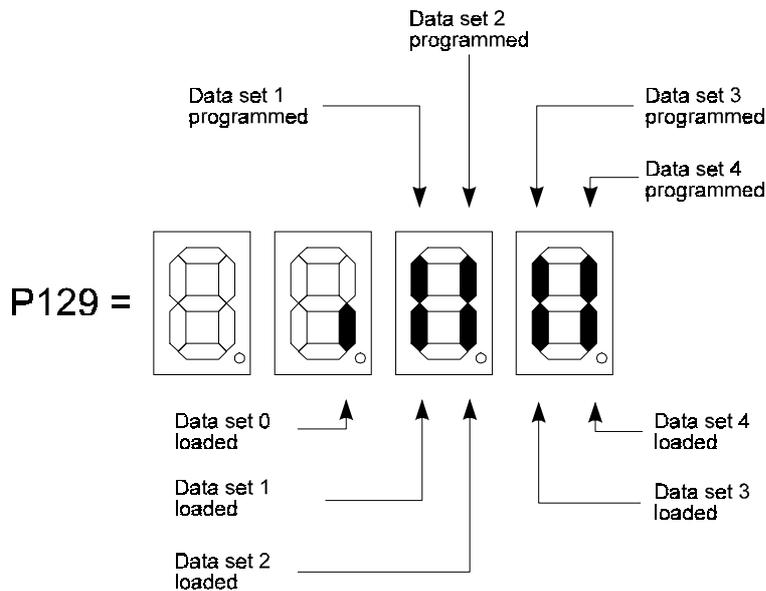 Data set 2
programmed
Data set 1
programmed
Data set 3
programmed
Data set 4
programmed
P129 =
Data set 0
loaded
Data set 4
loaded
Data set 1
loaded
Data set 3
loaded
Data set 2
loaded